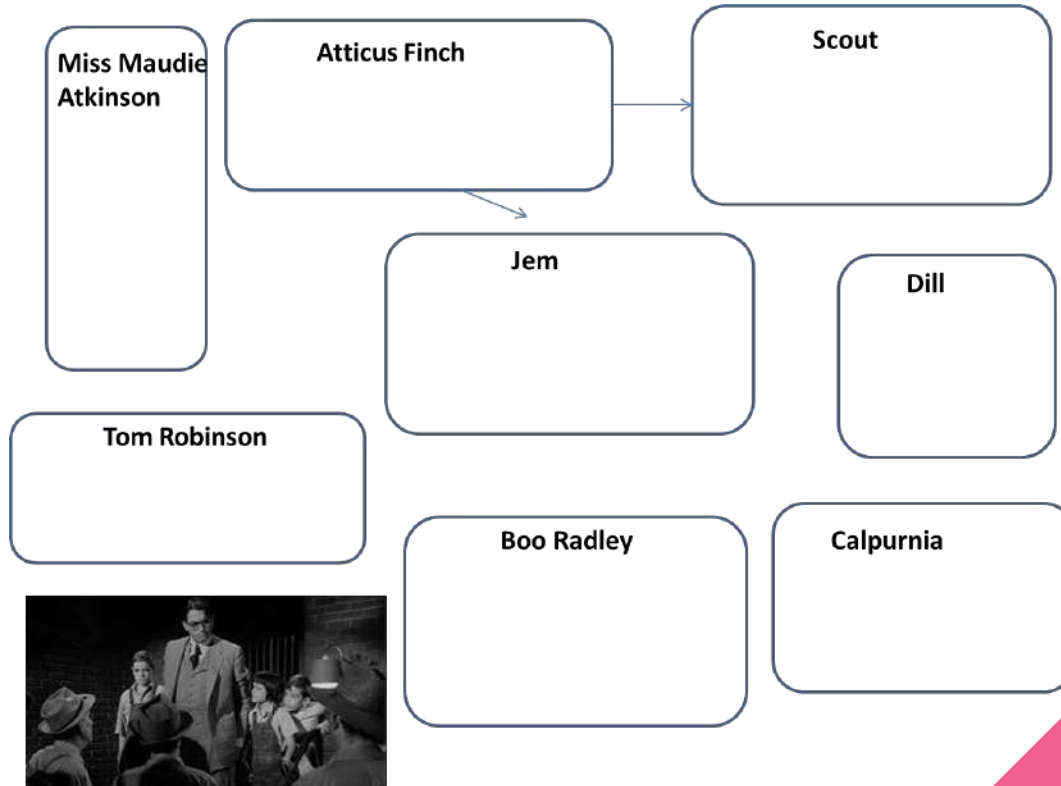 Miss Maudie
Atkinson
Atticus Finch
Scout
Jem
Dill
Tom Robinson
Boo Radley
Calpurnia